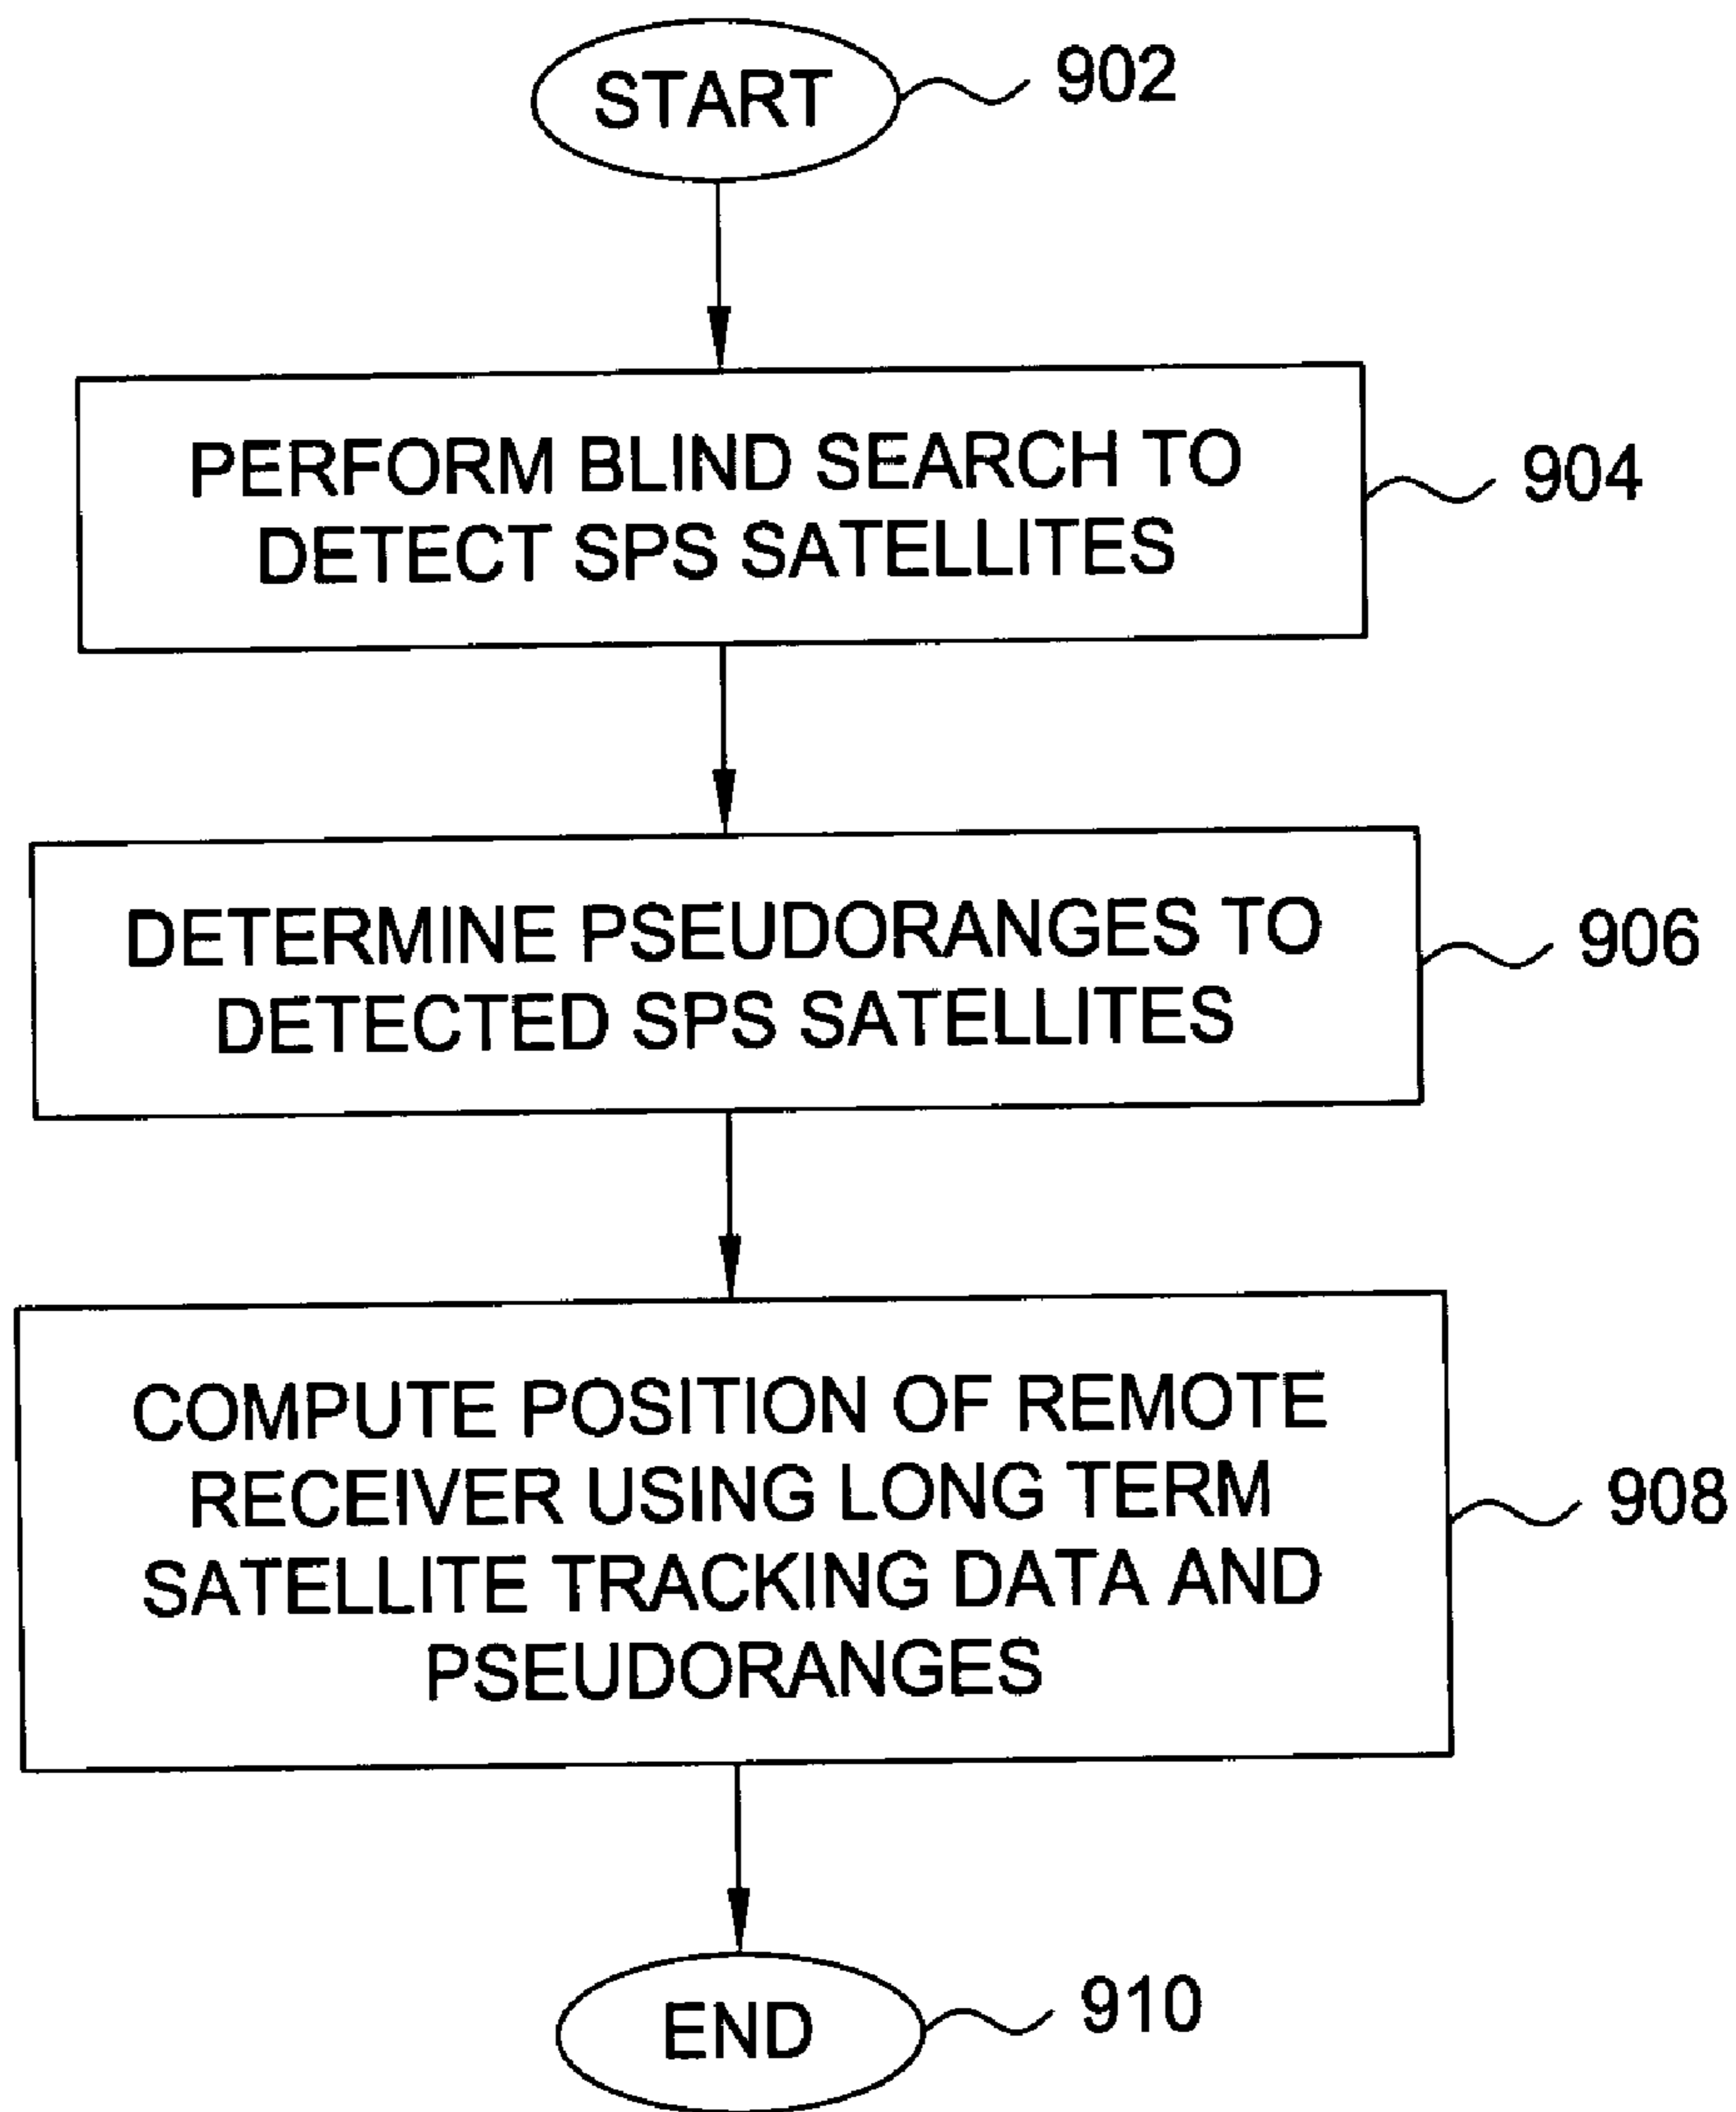 START
902
PERFORM BLIND SEARCH TO
DETECT SPS SATELLITES
904
DETERMINE PSEUDORANGES TO
DETECTED SPS SATELLITES
906
COMPUTE POSITION OF REMOTE
RECEIVER USING LONG TERM
SATELLITE TRACKING DATA AND
PSEUDORANGES
908
END
910